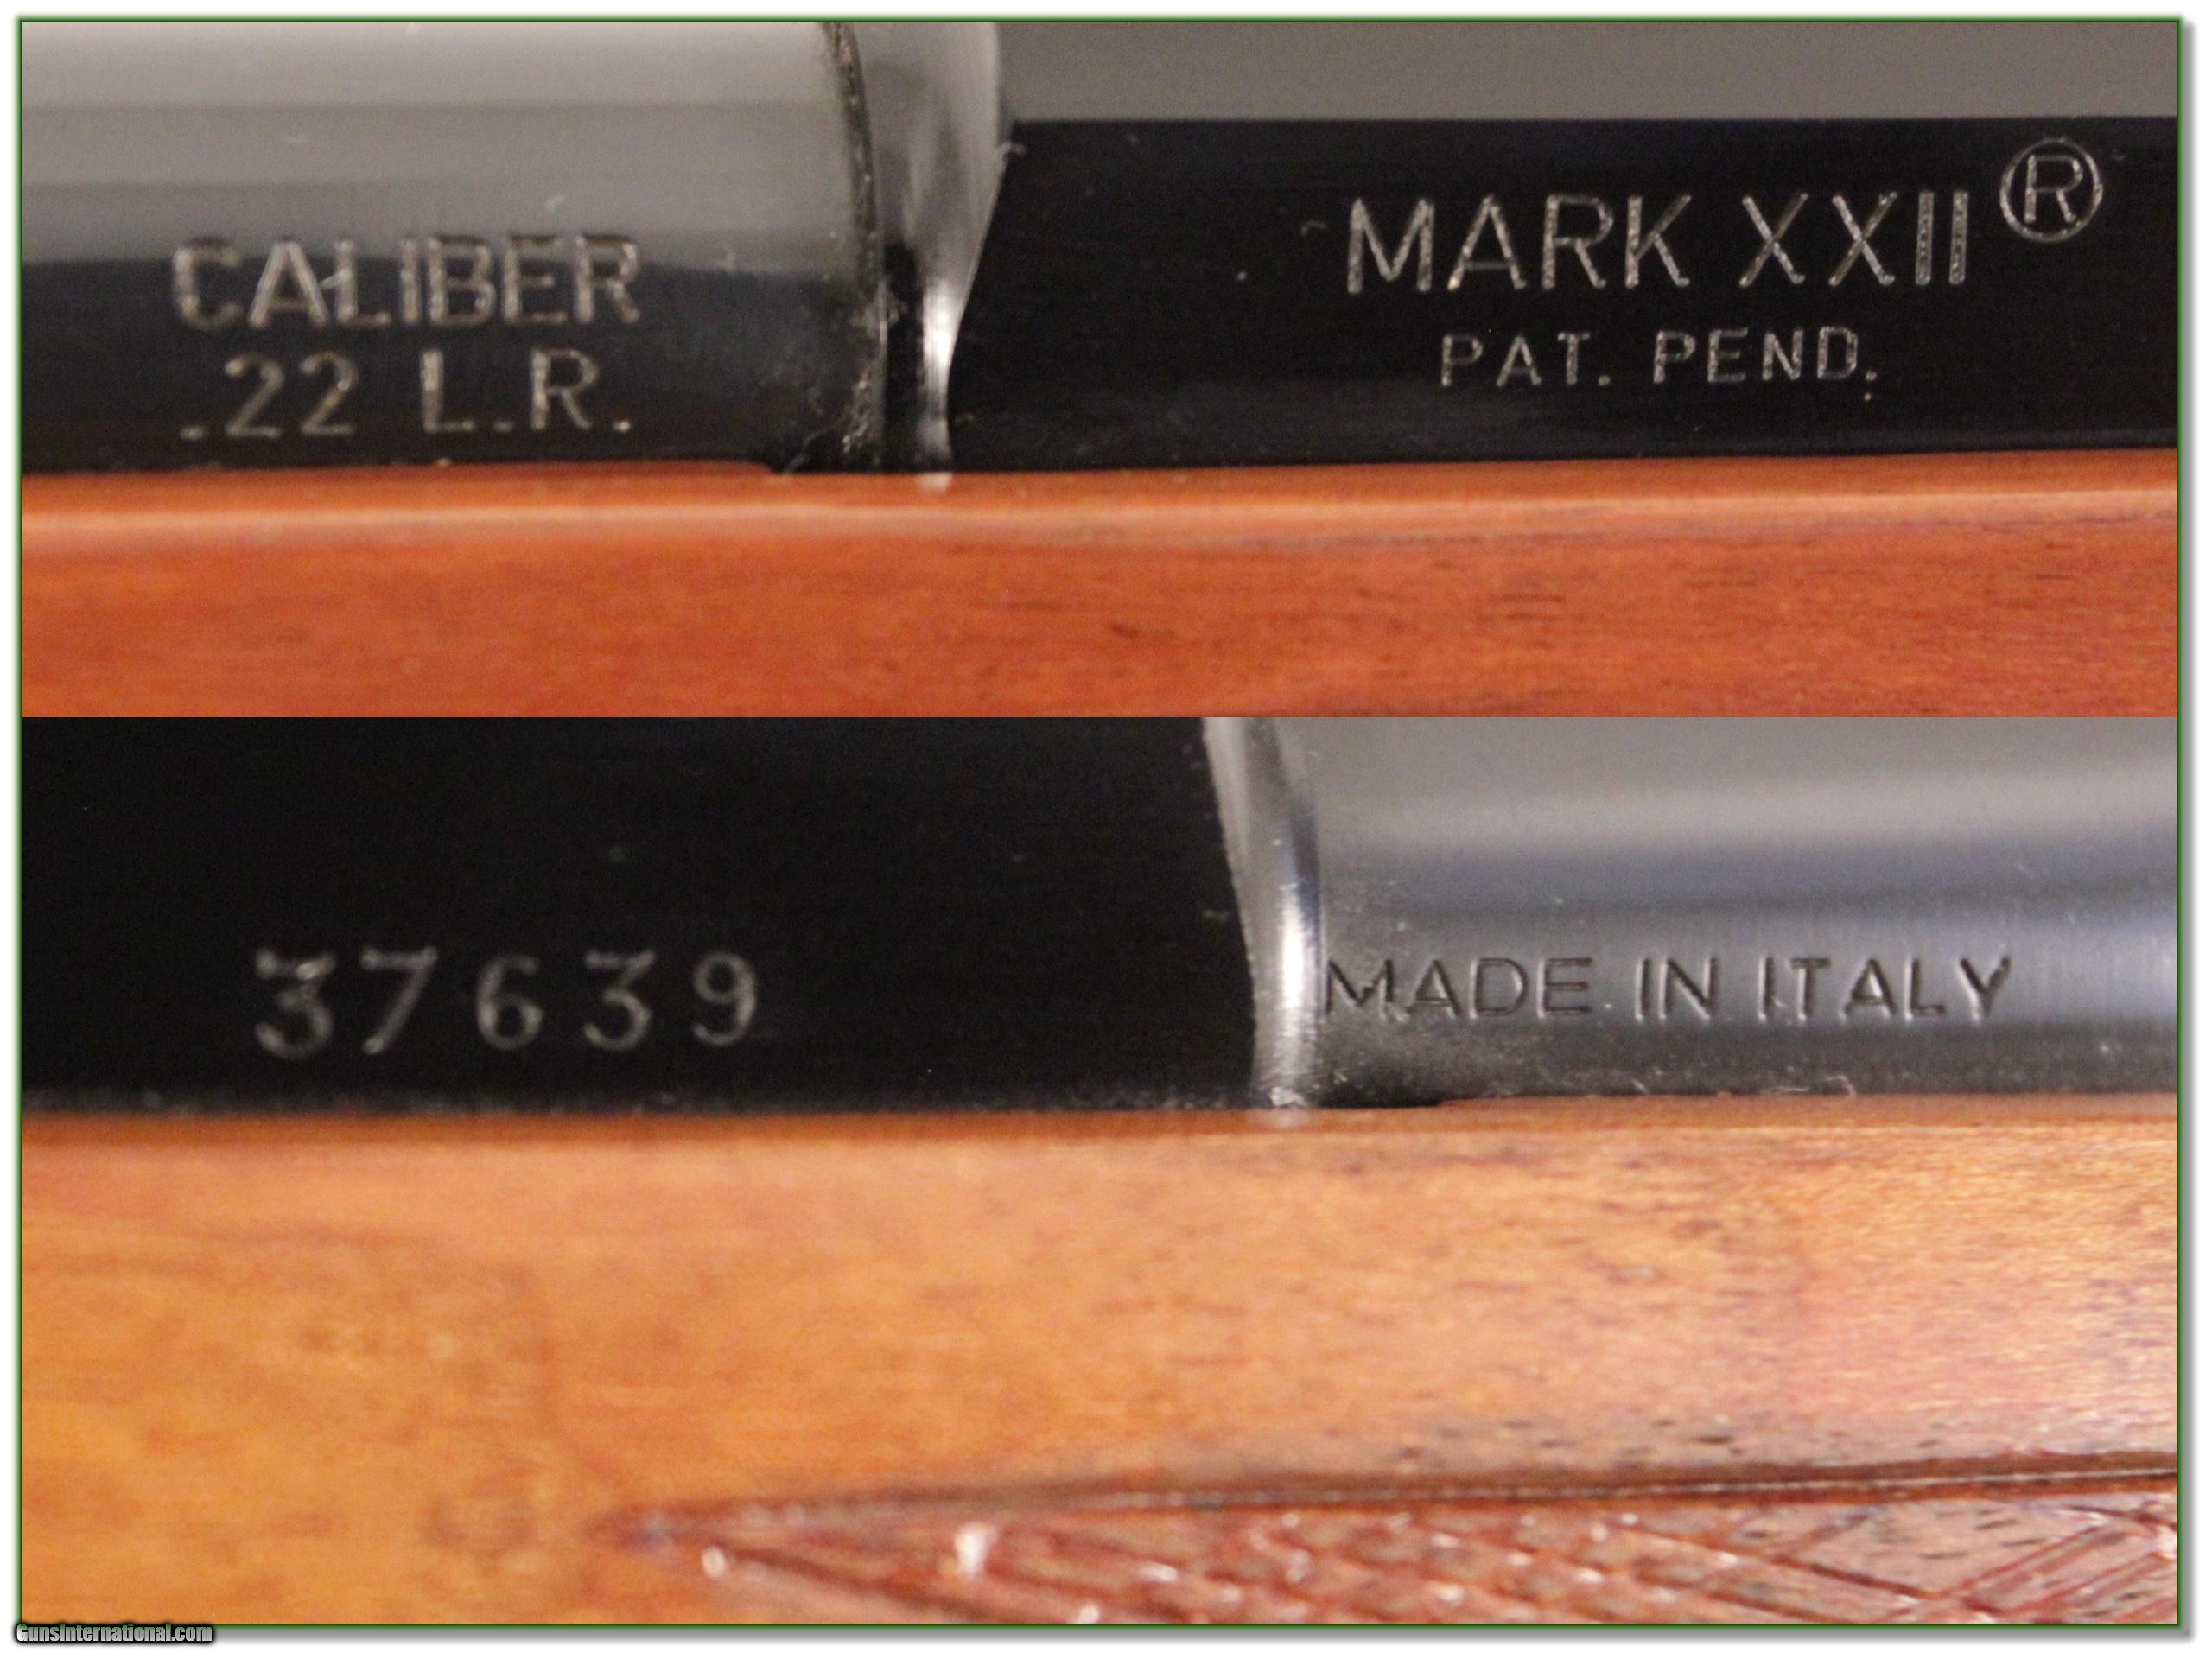 CALIBER
.22 L.R.
MARK XXII®
PAT. PEND.
37639
MADE IN ITALY
GunsInternational.com